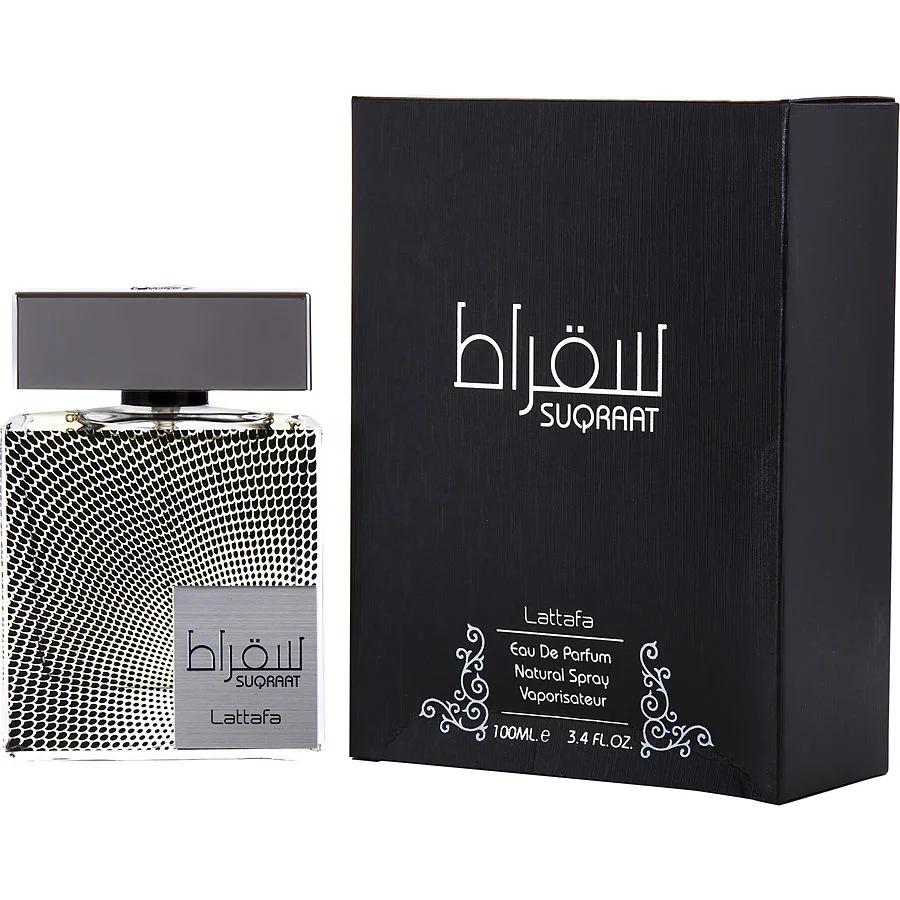 سقراط
SUQRAAT
Lattafa
سقراط
SUQRAAT
Lattafa
Eau De Parfum
Natural Spray
Vaporisateur
100ML.e 3.4 FL.OZ.